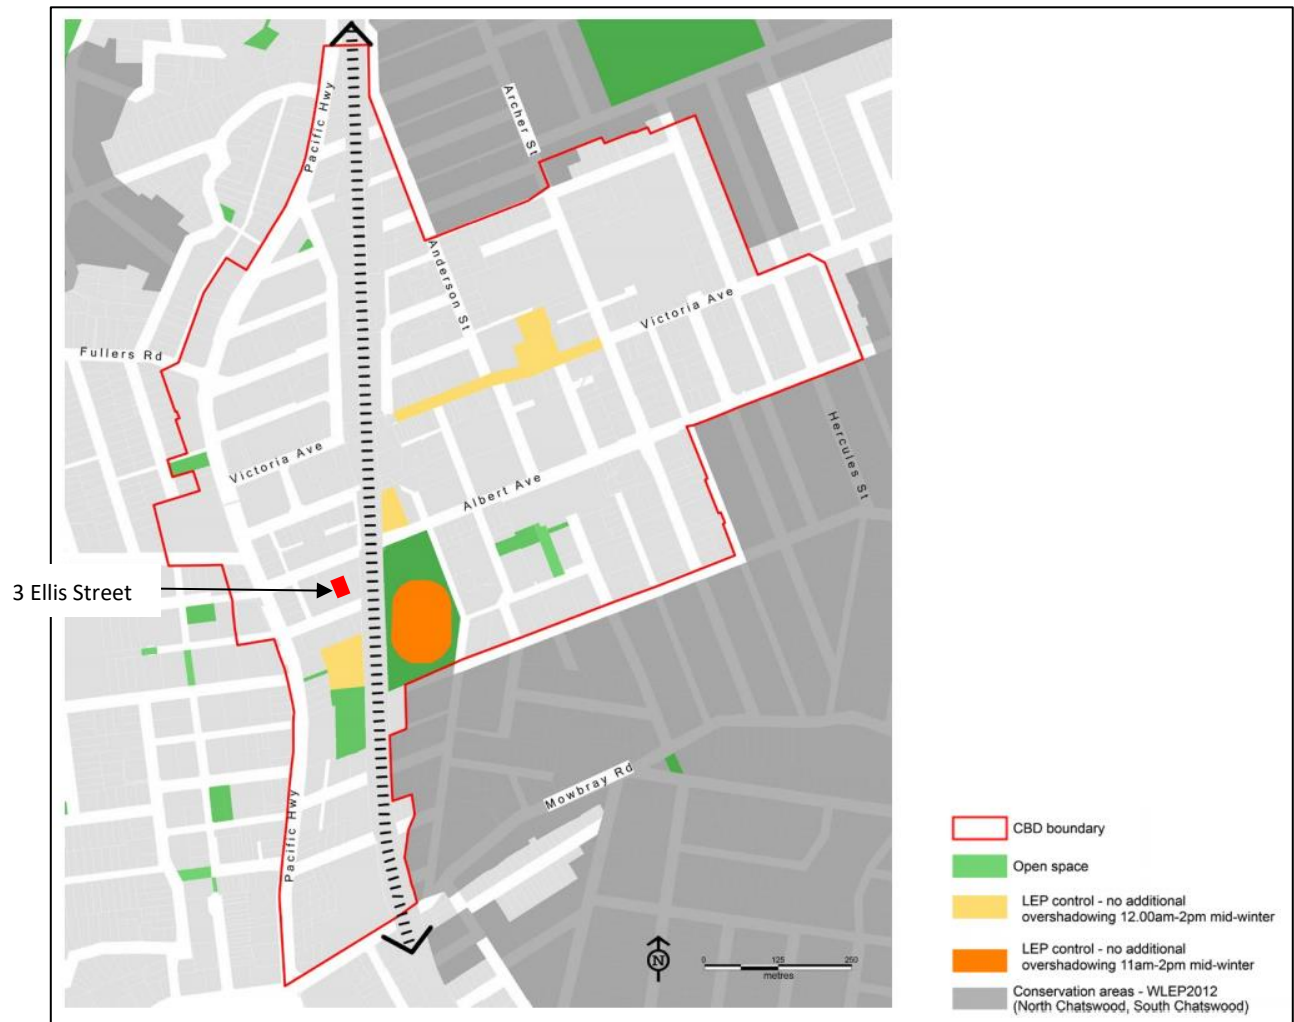 Pacific Hwy
Archer St
Anderson St
Victoria Ave
Fullers Rd
Victoria Ave
Albert Ave
Hercules St
3 Ellis Street
Mowbray Rd
Pacific Hwy
N
0 125 250
metres
CBD boundary
Open space
LEP control - no additional
overshadowing 12.00am-2pm mid-winter
LEP control - no additional
overshadowing 11am-2pm mid-winter
Conservation areas - WLEP2012
(North Chatswood, South Chatswood)